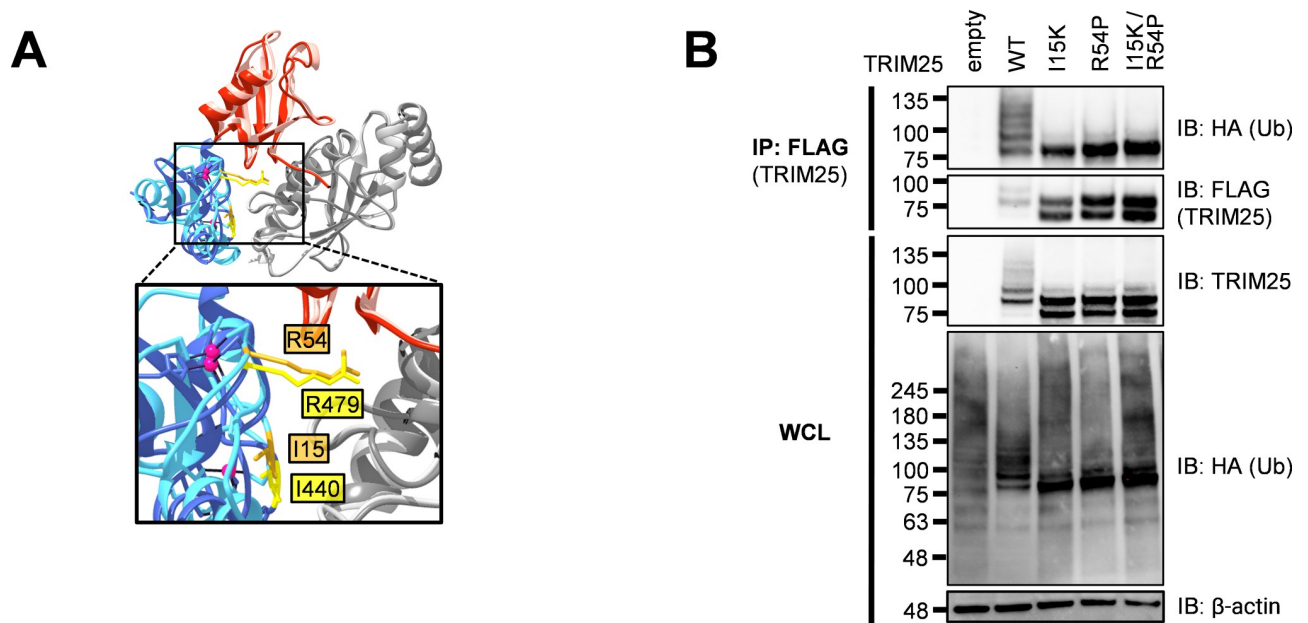 A
R54
R479
I15
I440
B
TRIM25
empty
WT
I15K
R54P
I15K /
R54P
IP: FLAG
(TRIM25)
135
100
75
IB: HA (Ub)
100
75
IB: FLAG
(TRIM25)
WCL
135
100
75
IB: TRIM25
245
180
135
100
75
63
48
IB: HA (Ub)
48
IB: β-actin